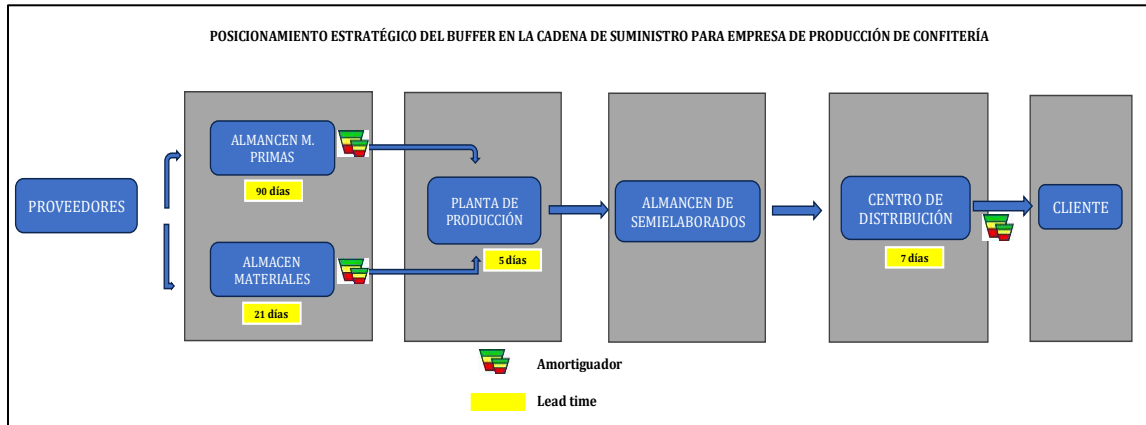 POSICIONAMIENTO ESTRATÉGICO DEL BUFFER EN LA CADENA DE SUMINISTRO PARA EMPRESA DE PRODUCCIÓN DE CONFITERÍA
PROVEEDORES
ALMANCEN M.
PRIMAS
90 días
ALMACEN
MATERIALES
21 días
PLANTA DE
PRODUCCIÓN
5 días
ALMANCEN DE
SEMIELABORADOS
CENTRO DE
DISTRIBUCIÓN
7 días
CLIENTE
Amortiguador
Lead time